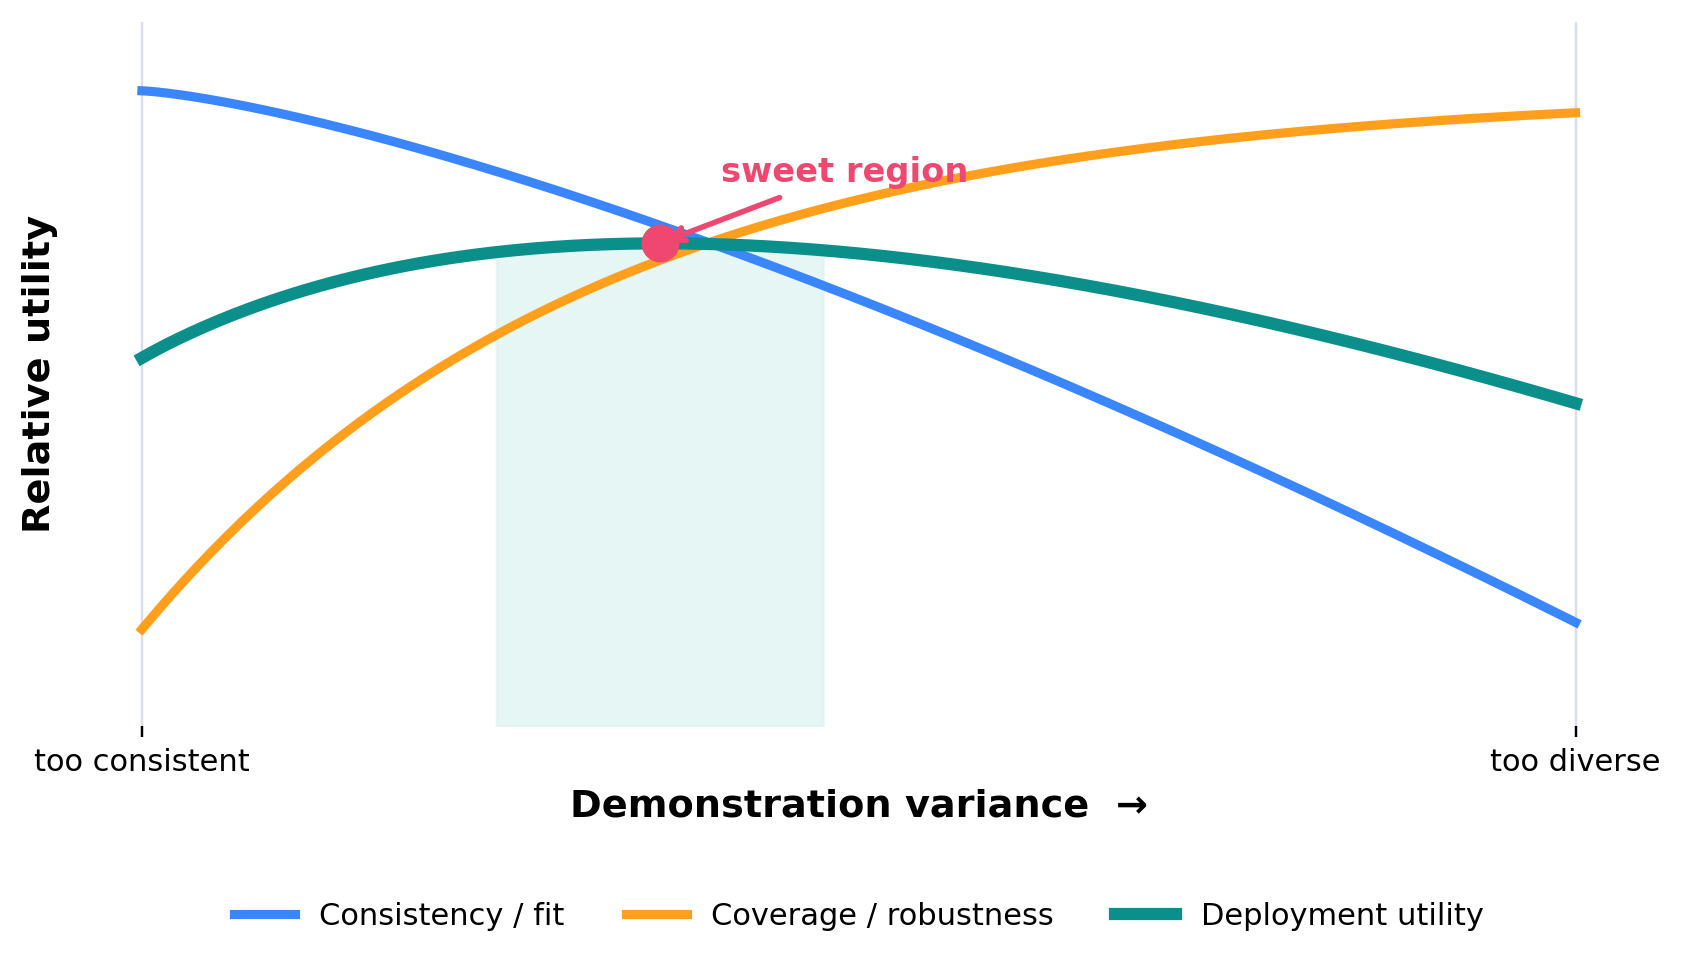 sweet region
Relative utility
too consistent
too diverse
Demonstration variance →
Consistency / fit
Coverage / robustness
Deployment utility